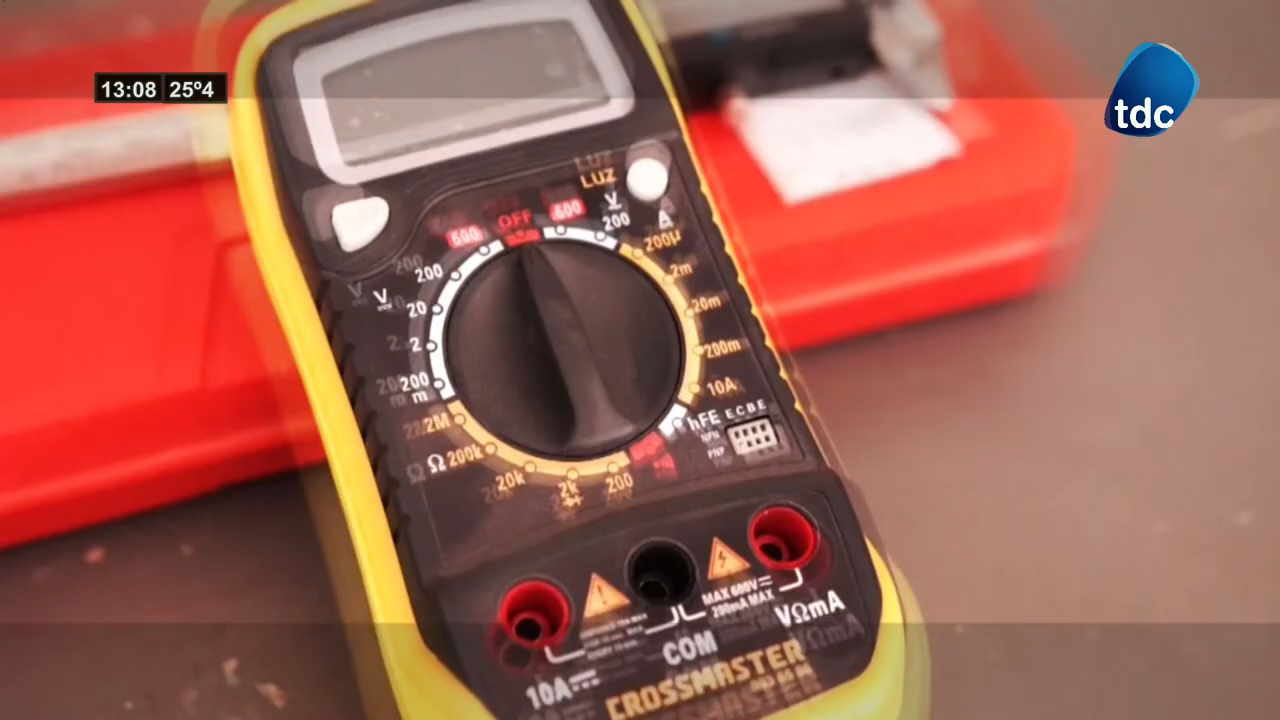 13:08 25º4
tdc
LUZ
OFF
600
600
V
200
A
200µ
2m
20m
200m
10A
hFE
E C B E
NPN
PNP
200
V
20
2
200
m
2M
Ω
200k
20k
2k
200
MAX 600V
200mA MAX
VΩmA
COM
10A
CROSSMASTER